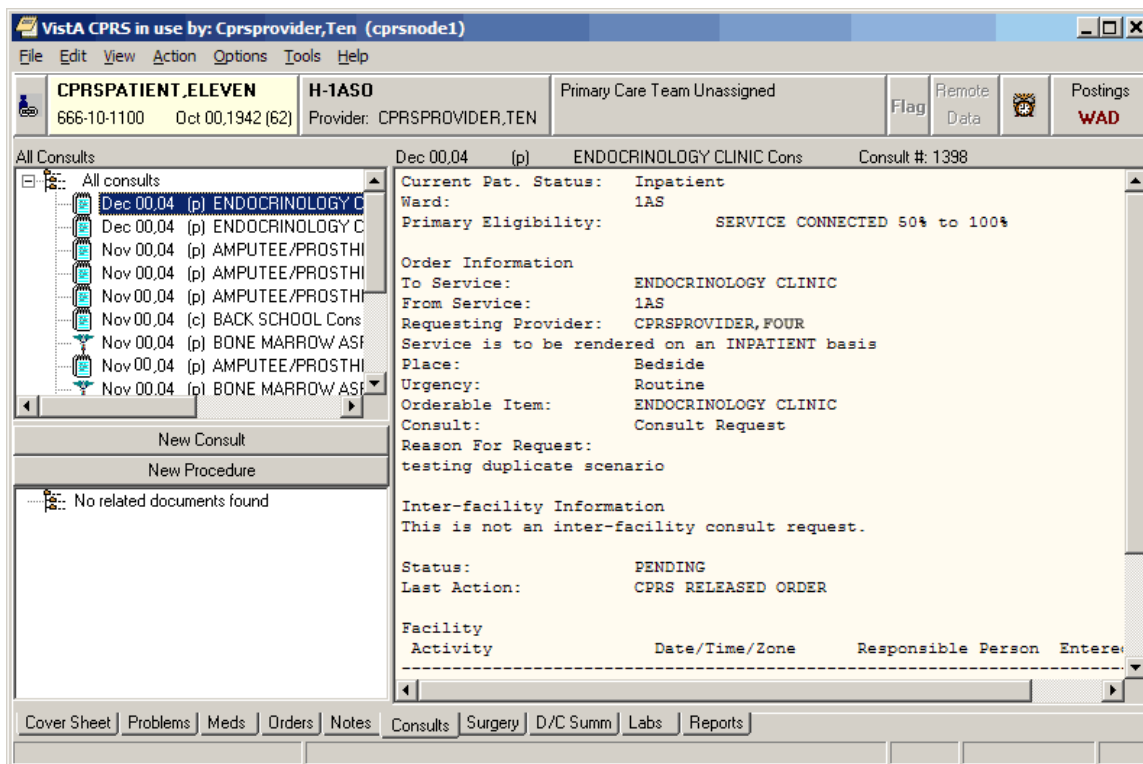 VistA CPRS in use by: Cprsprovider,Ten (cprsnode1)
File Edit View Action Options Tools Help
CPRSPATIENT,ELEVEN H-1ASO Primary Care Team Unassigned Flag Remote Data Postings
666-10-1100 Oct 00,1942 (62) Provider: CPRSPROVIDER,TEN WAD
All Consults
All consults
Dec 00,04 (p) ENDOCRINOLOGY C
Dec 00,04 (p) ENDOCRINOLOGY C
Nov 00,04 (p) AMPUTEE/PROSTHI
Nov 00,04 (p) AMPUTEE/PROSTHI
Nov 00,04 (p) AMPUTEE/PROSTHI
Nov 00,04 (c) BACK SCHOOL Cons
Nov 00,04 (p) BONE MARROW ASF
Nov 00,04 (p) AMPUTEE/PROSTHI
Nov 00,04 (p) BONE MARROW ASF
New Consult
New Procedure
No related documents found
Dec 00,04 (p) ENDOCRINOLOGY CLINIC Cons Consult #: 1398
Current Pat. Status: Inpatient
Ward: 1AS
Primary Eligibility: SERVICE CONNECTED 50% to 100%
Order Information
To Service: ENDOCRINOLOGY CLINIC
From Service: 1AS
Requesting Provider: CPRSPROVIDER,FOUR
Service is to be rendered on an INPATIENT basis
Place: Bedside
Urgency: Routine
Orderable Item: ENDOCRINOLOGY CLINIC
Consult: Consult Request
Reason For Request:
testing duplicate scenario
Inter-facility Information
This is not an inter-facility consult request.
Status: PENDING
Last Action: CPRS RELEASED ORDER
Facility
Activity Date/Time/Zone Responsible Person Entered
Cover Sheet Problems Meds Orders Notes Consults Surgery D/C Summ Labs Reports